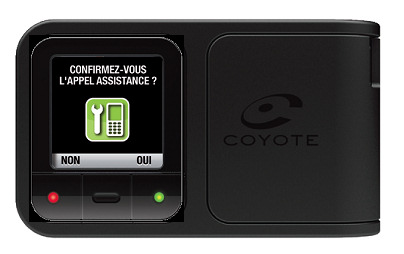 CONFIRMEZ-VOUS
L'APPEL ASSISTANCE ?
NON OUI
COYOTE